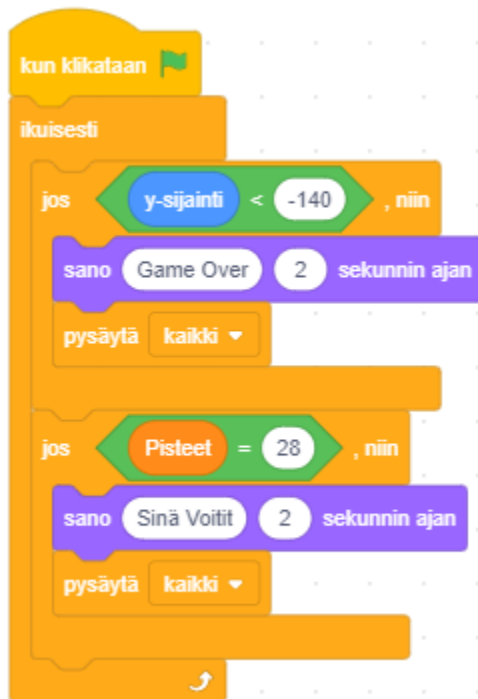 kun klikataan
ikuisesti
jos y-sijainti < -140 , niin
sano Game Over 2 sekunnin ajan
pysäytä kaikki
jos Pisteet = 28 , niin
sano Sinä Voitit 2 sekunnin ajan
pysäytä kaikki